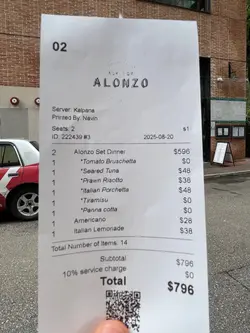 02
ALONZO
Server: Kalpana
Printed By: Navin
Seats: 2 $1
ID: 222439 #3 2025-08-20
2 Alonzo Set Dinner $596
1 *Tomato Bruschetta $0
1 *Seared Tuna $48
1 *Prawn Risotto $38
1 *Italian Porchetta $48
1 *Tiramisu $0
1 *Panna cotta $0
1 Americano $28
1 Italian Lemonade $38
Total Number of Items: 14
Subtotal $796
10% service charge $0
Total $796